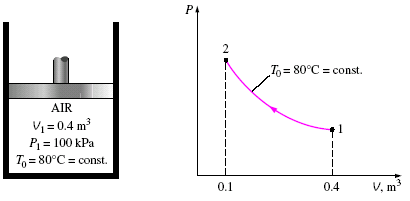 AIR
V₁ = 0.4 m³
P₁ = 100 kPa
T₀ = 80°C = const.
P
2
T₀ = 80°C = const.
1
0.1
0.4
V, m³